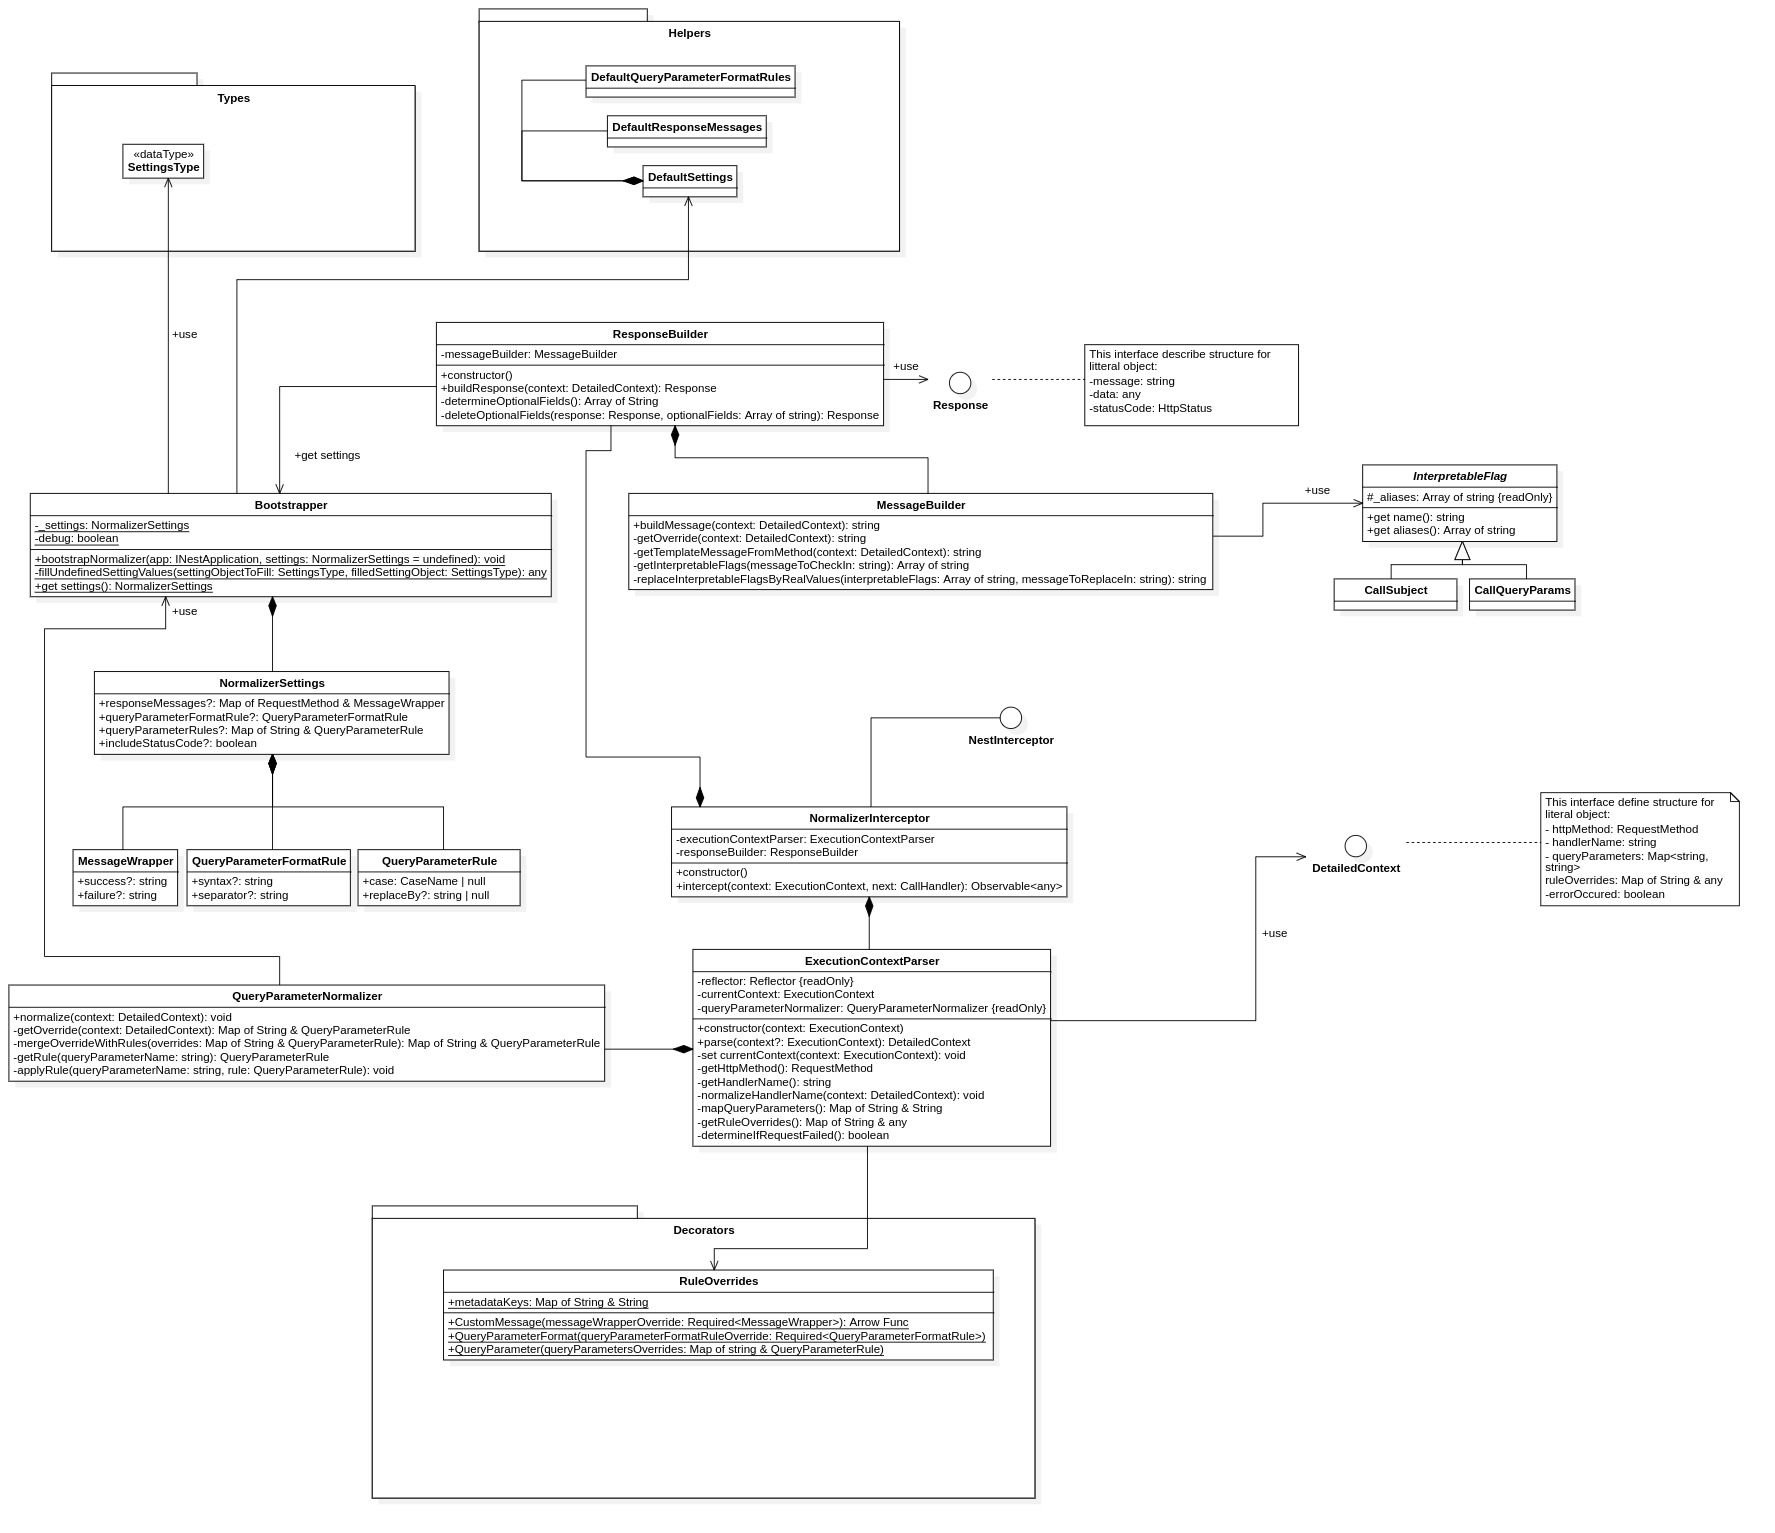 Helpers
DefaultQueryParameterFormatRules
DefaultResponseMessages
DefaultSettings
Types
«dataType»
SettingsType
+use
ResponseBuilder
-messageBuilder: MessageBuilder
+constructor()
+buildResponse(context: DetailedContext): Response
-determineOptionalFields(): Array of String
-deleteOptionalFields(response: Response, optionalFields: Array of string): Response
+use
Response
This interface describe structure for
litteral object:
-message: string
-data: any
-statusCode: HttpStatus
+get settings
Bootstrapper
-_settings: NormalizerSettings
-debug: boolean
+bootstrapNormalizer(app: INestApplication, settings: NormalizerSettings = undefined): void
-fillUndefinedSettingValues(settingObjectToFill: SettingsType, filledSettingObject: SettingsType): any
+get settings(): NormalizerSettings
+use
MessageBuilder
+buildMessage(context: DetailedContext): string
-getOverride(context: DetailedContext): string
-getTemplateMessageFromMethod(context: DetailedContext): string
-getInterpretableFlags(messageToCheckIn: string): Array of string
-replaceInterpretableFlagsByRealValues(interpretableFlags: Array of string, messageToReplaceIn: string): string
+use
InterpretableFlag
#_aliases: Array of string {readOnly}
+get name(): string
+get aliases(): Array of string
CallSubject
CallQueryParams
NormalizerSettings
+responseMessages?: Map of RequestMethod & MessageWrapper
+queryParameterFormatRule?: QueryParameterFormatRule
+queryParameterRules?: Map of String & QueryParameterRule
+includeStatusCode?: boolean
NestInterceptor
MessageWrapper
+success?: string
+failure?: string
QueryParameterFormatRule
+syntax?: string
+separator?: string
QueryParameterRule
+case: CaseName | null
+replaceBy?: string | null
NormalizerInterceptor
-executionContextParser: ExecutionContextParser
-responseBuilder: ResponseBuilder
+constructor()
+intercept(context: ExecutionContext, next: CallHandler): Observable<any>
DetailedContext
This interface define structure for
literal object:
- httpMethod: RequestMethod
- handlerName: string
- queryParameters: Map<string,
string>
ruleOverrides: Map of String & any
-errorOccured: boolean
+use
QueryParameterNormalizer
+normalize(context: DetailedContext): void
-getOverride(context: DetailedContext): Map of String & QueryParameterRule
-mergeOverrideWithRules(overrides: Map of String & QueryParameterRule): Map of String & QueryParameterRule
-getRule(queryParameterName: string): QueryParameterRule
-applyRule(queryParameterName: string, rule: QueryParameterRule): void
ExecutionContextParser
-reflector: Reflector {readOnly}
-currentContext: ExecutionContext
-queryParameterNormalizer: QueryParameterNormalizer {readOnly}
+constructor(context: ExecutionContext)
+parse(context?: ExecutionContext): DetailedContext
-set currentContext(context: ExecutionContext): void
-getHttpMethod(): RequestMethod
-getHandlerName(): string
-normalizeHandlerName(context: DetailedContext): void
-mapQueryParameters(): Map of String & String
-getRuleOverrides(): Map of String & any
-determineIfRequestFailed(): boolean
Decorators
RuleOverrides
+metadataKeys: Map of String & String
+CustomMessage(messageWrapperOverride: Required<MessageWrapper>): Arrow Func
+QueryParameterFormat(queryParameterFormatRuleOverride: Required<QueryParameterFormatRule>)
+QueryParameter(queryParametersOverrides: Map of string & QueryParameterRule)